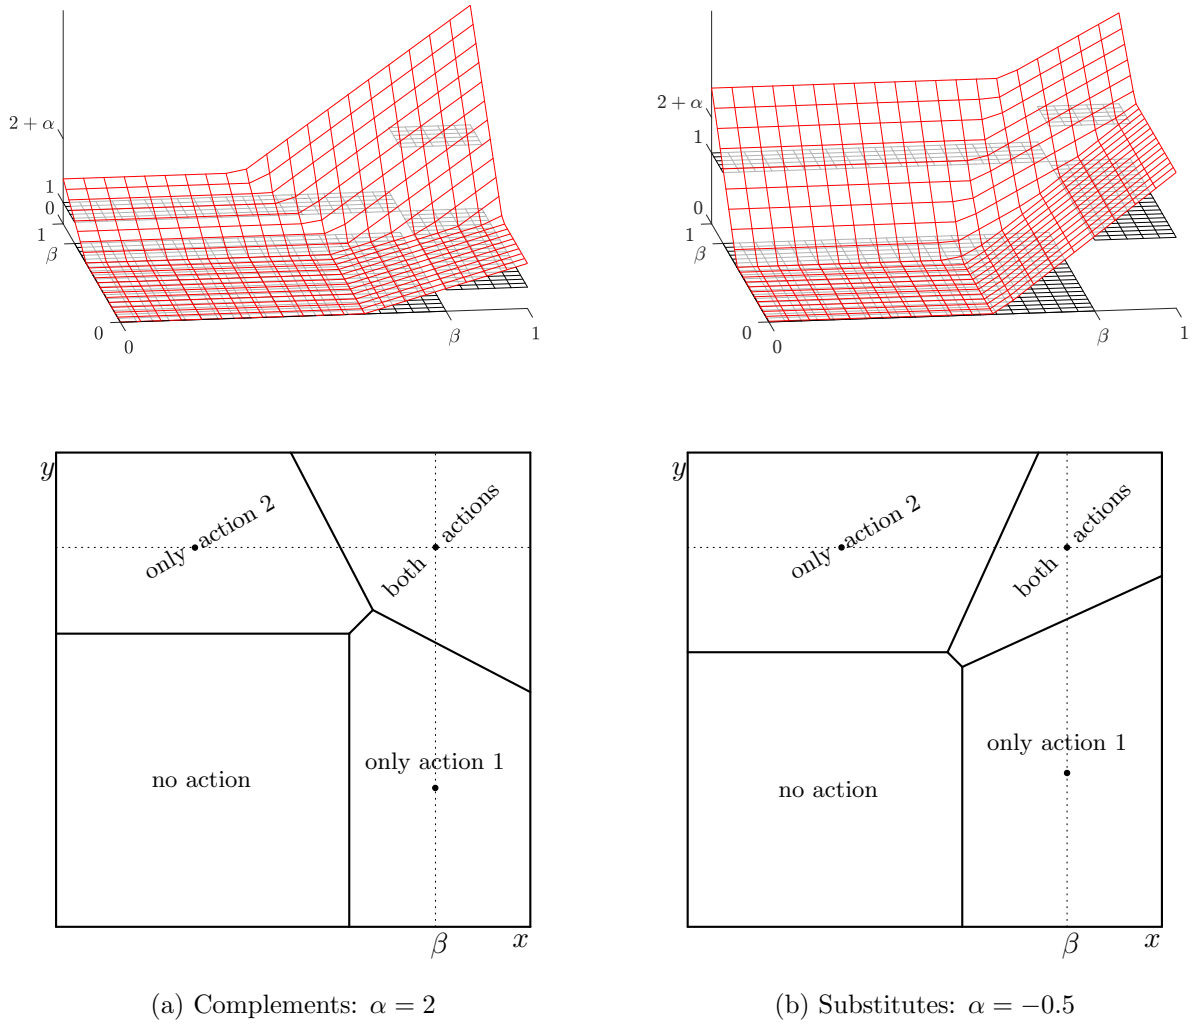 2 + α
1
0
1
β
0
0
β
1
2 + α
1
0
1
β
0
0
β
1
y
only action 2
both actions
no action
only action 1
β
x
y
only action 2
both actions
no action
only action 1
β
x
(a) Complements: α = 2
(b) Substitutes: α = −0.5